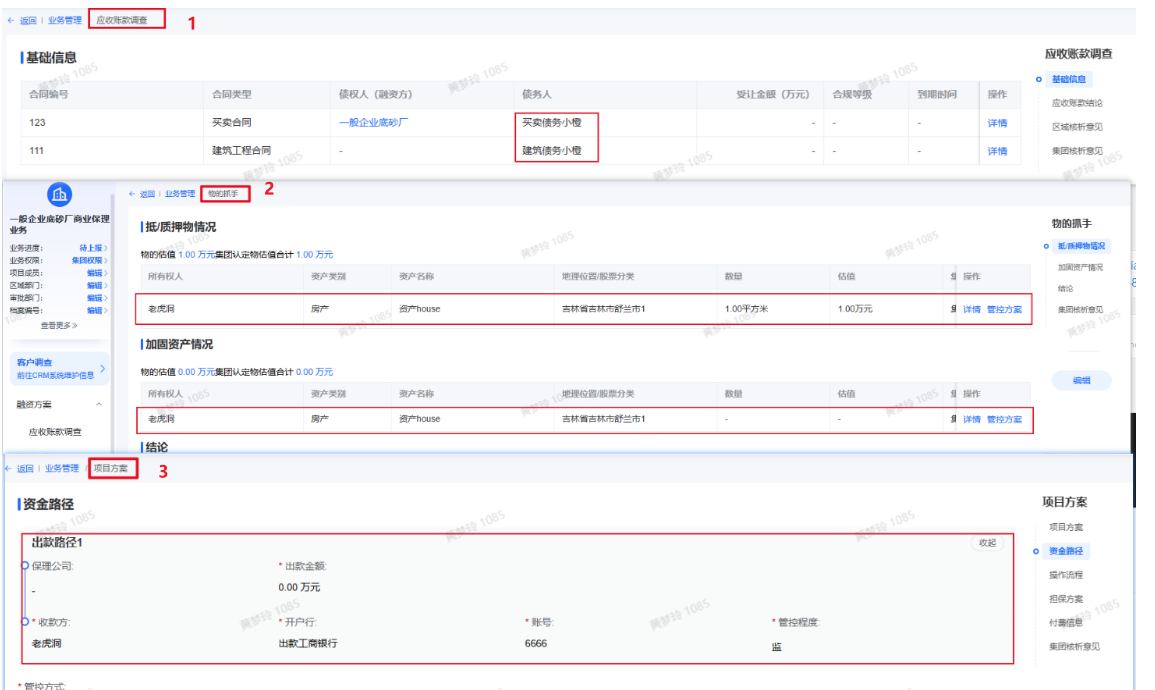 ← 返回 | 业务管理 应收账款调查 1
基础信息
合同编号 合同类型 债权人（融资方） 债务人 受让金额（万元） 合规等级 到期时间 操作
123 买卖合同 一般企业底砂厂 买卖债务小橙 - - - 详情
111 建筑工程合同 - 建筑债务小橙 - - - 详情
应收账款调查
基础信息
应收账款结论
区域核析意见
集团核析意见
一般企业底砂厂商业保理
业务
业务进度: 待上报 >
业务权限: 集团权限 >
项目成员: 编辑 >
区域部门: 编辑 >
审批部门: 编辑 >
档案编号: 编辑 >
查看更多 »
客户调查
前往CRM系统维护信息 >
融资方案
应收账款调查
← 返回 | 业务管理 物的抓手 2
抵/质押物情况
物的估值 1.00 万元集团认定物估值合计 1.00 万元
所有权人 资产类别 资产名称 地理位置/股票分类 数量 估值 操作
老虎洞 房产 资产house 吉林省吉林市舒兰市1 1.00平方米 1.00万元 详情 管控方案
加固资产情况
物的估值 0.00 万元集团认定物估值合计 0.00 万元
所有权人 资产类别 资产名称 地理位置/股票分类 数量 估值 操作
老虎洞 房产 资产house 吉林省吉林市舒兰市1 - - 详情 管控方案
结论
物的抓手
抵/质押物情况
加固资产情况
结论
集团核析意见
编辑
← 返回 | 业务管理 / 项目方案 3
资金路径
出款路径1 收起
保理公司: * 出款金额:
- 0.00 万元
* 收款方: * 开户行: * 账号: * 管控程度:
老虎洞 出款工商银行 6666 监
* 管控方式:
项目方案
项目方案
资金路径
操作流程
担保方案
付费信息
集团核析意见
黄梦玲 1085